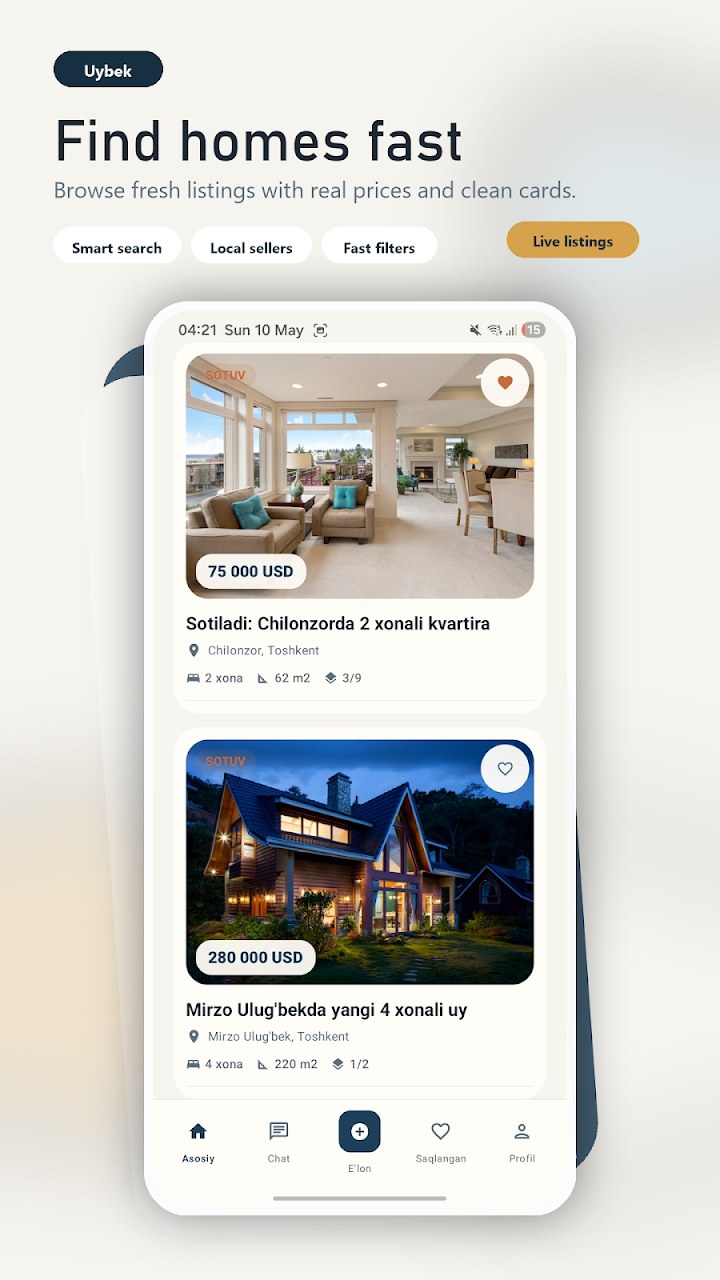 Uybek
Find homes fast
Browse fresh listings with real prices and clean cards.
Smart search Local sellers Fast filters Live listings
04:21 Sun 10 May 15
SOTUV
75 000 USD
Sotiladi: Chilonzorda 2 xonali kvartira
Chilonzor, Toshkent
2 xona 62 m2 3/9
SOTUV
280 000 USD
Mirzo Ulug'bekda yangi 4 xonali uy
Mirzo Ulug'bek, Toshkent
4 xona 220 m2 1/2
Asosiy Chat E'lon Saqlangan Profil